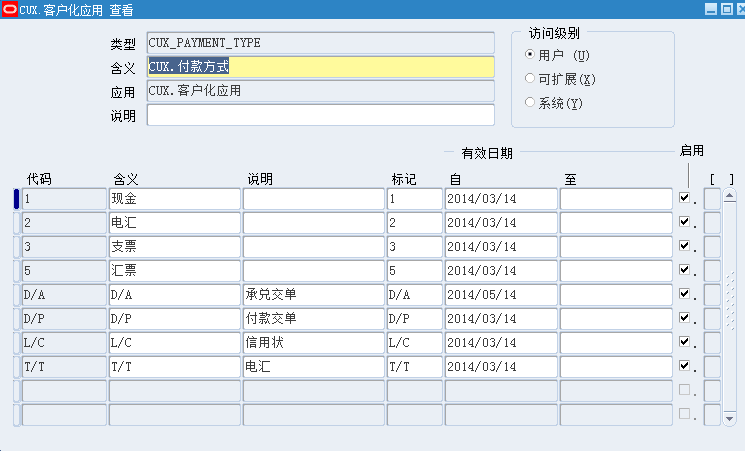 CUX.客户化应用 查看
类型 CUX_PAYMENT_TYPE
含义 CUX.付款方式
应用 CUX.客户化应用
说明
访问级别
用户 (U)
可扩展(X)
系统(Y)
有效日期 启用
代码 含义 说明 标记 自 至 [ ]
1 现金 1 2014/03/14
2 电汇 2 2014/03/14
3 支票 3 2014/03/14
5 汇票 5 2014/03/14
D/A D/A 承兑交单 D/A 2014/05/14
D/P D/P 付款交单 D/P 2014/03/14
L/C L/C 信用状 L/C 2014/03/14
T/T T/T 电汇 T/T 2014/03/14